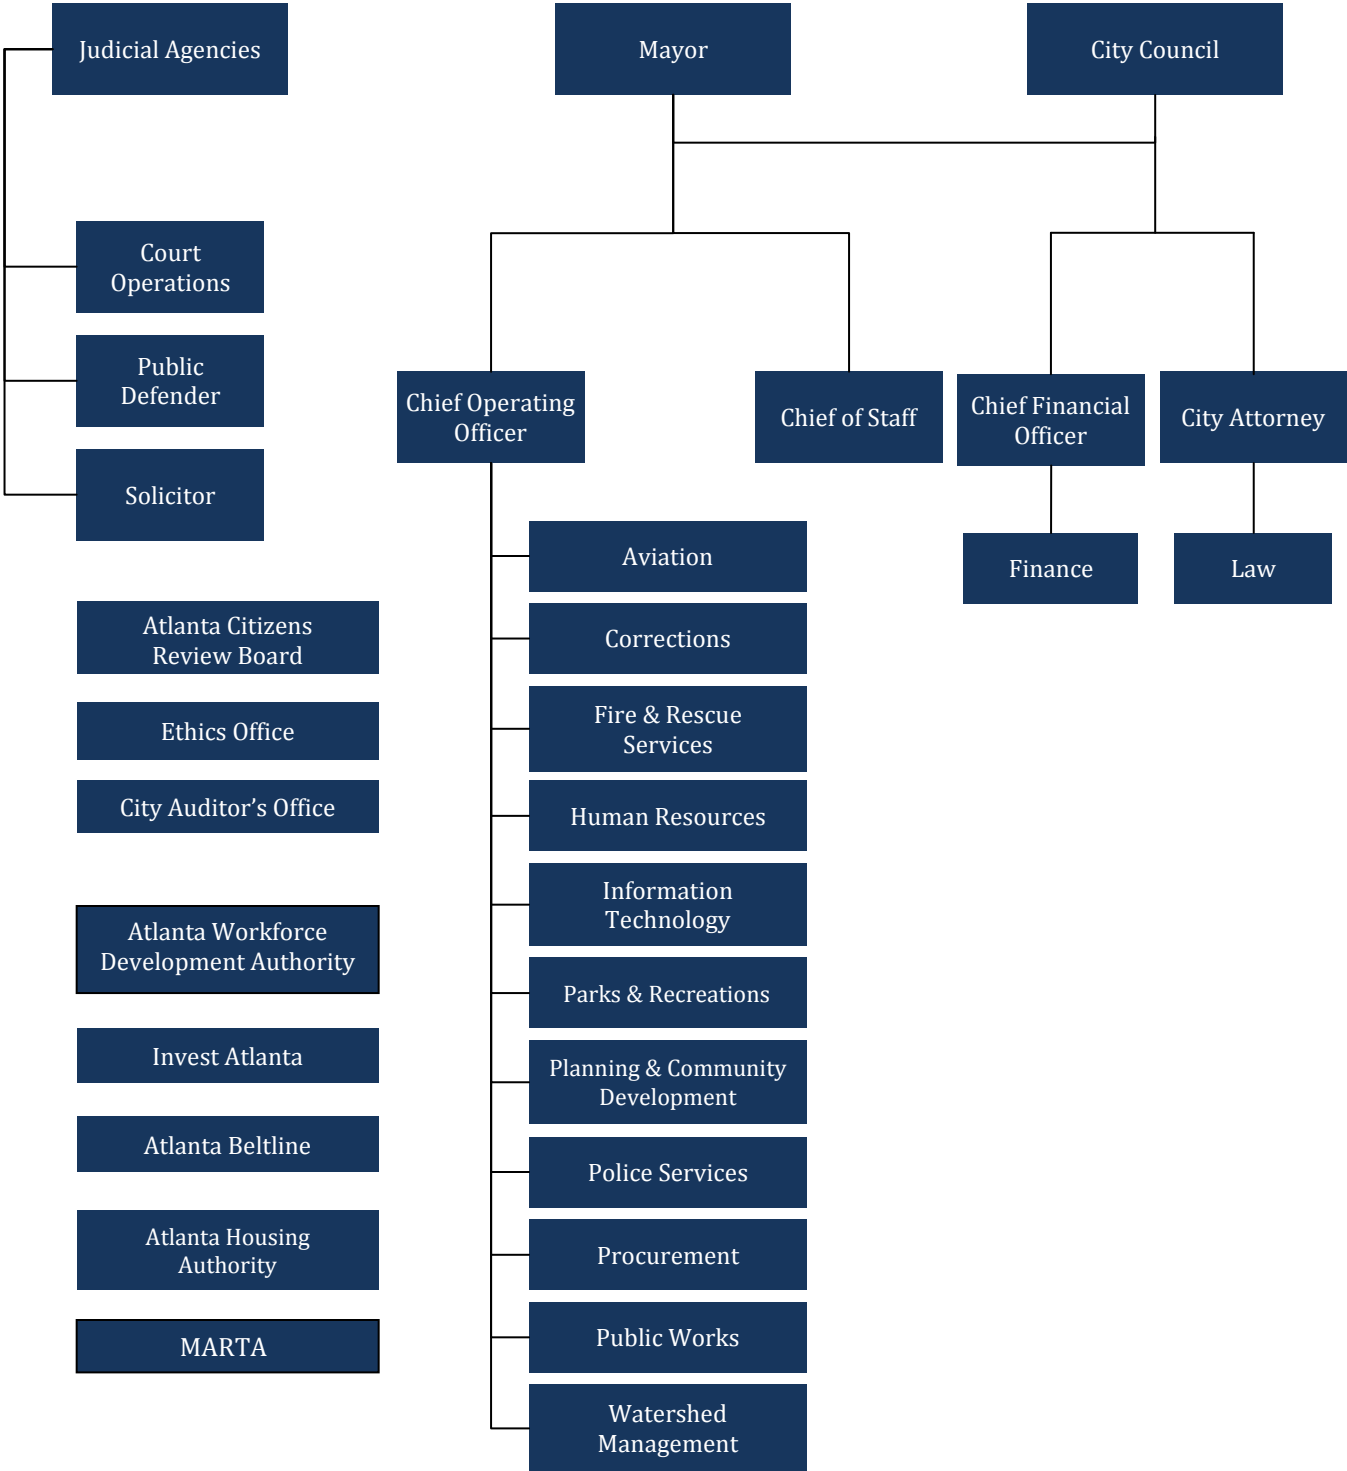 Judicial Agencies
Mayor
City Council
Court
Operations
Public
Defender
Solicitor
Chief Operating
Officer
Chief of Staff
Chief Financial
Officer
City Attorney
Finance
Law
Aviation
Corrections
Fire & Rescue
Services
Human Resources
Information
Technology
Parks & Recreations
Planning & Community
Development
Police Services
Procurement
Public Works
Watershed
Management
Atlanta Citizens
Review Board
Ethics Office
City Auditor’s Office
Atlanta Workforce
Development Authority
Invest Atlanta
Atlanta Beltline
Atlanta Housing
Authority
MARTA